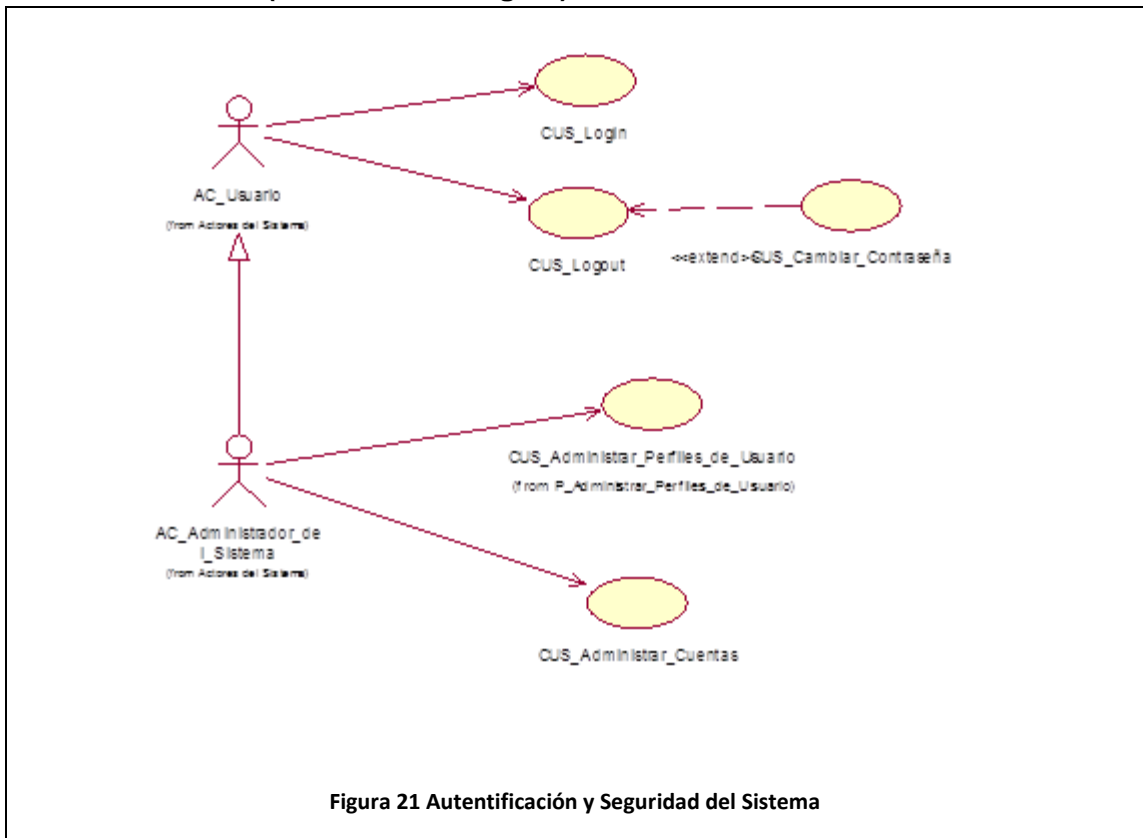 CUS_Login
AC_Usuario
(from Actores del Sistema)
CUS_Logout
<<extend>>
CUS_Cambiar_Contraseña
CUS_Administrar_Perfiles_de_Usuario
(from P_Administrar_Perfiles_de_Usuario)
AC_Administrador_de
l_Sistema
(from Actores del Sistema)
CUS_Administrar_Cuentas
Figura 21 Autentificación y Seguridad del Sistema